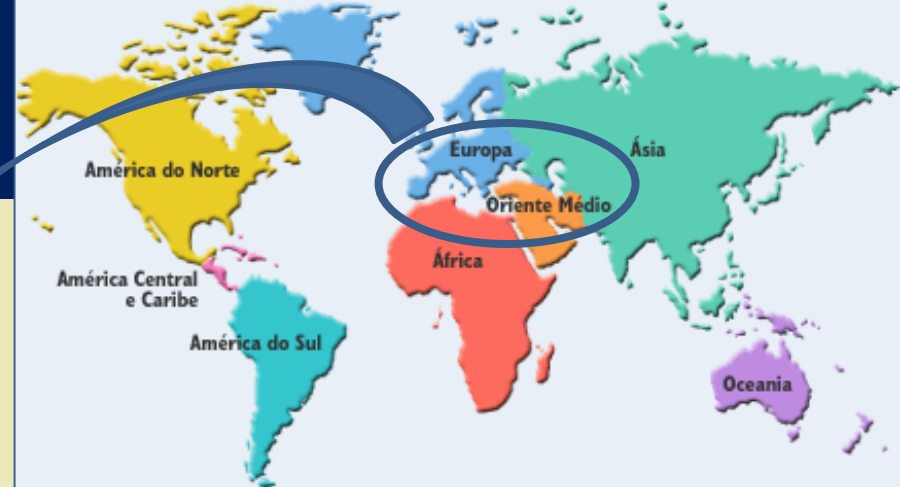 Europa
Ásia
América do Norte
Oriente Médio
África
América Central
e Caribe
América do Sul
Oceania